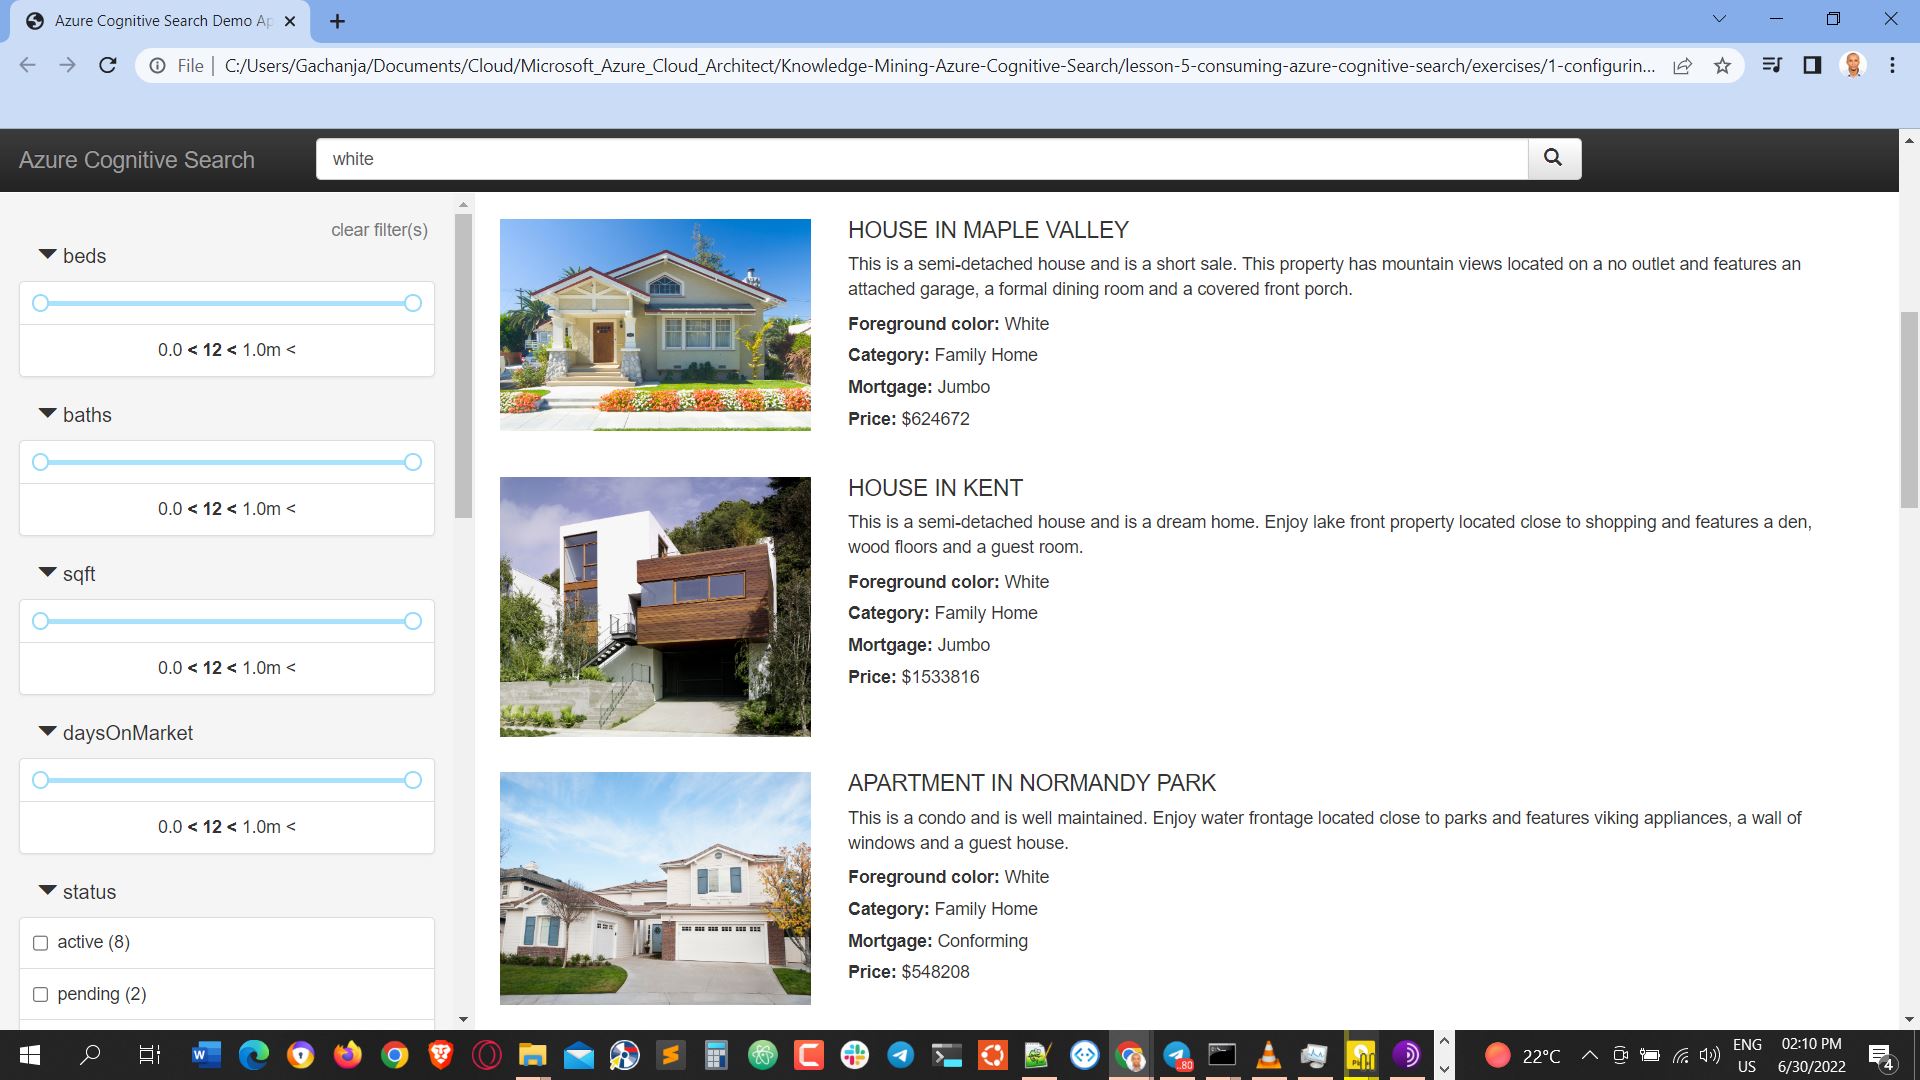 Azure Cognitive Search Demo Ap
File | C:/Users/Gachanja/Documents/Cloud/Microsoft_Azure_Cloud_Architect/Knowledge-Mining-Azure-Cognitive-Search/lesson-5-consuming-azure-cognitive-search/exercises/1-configurin...
Azure Cognitive Search
white
clear filter(s)
beds
0.0 < 12 < 1.0m <
baths
0.0 < 12 < 1.0m <
sqft
0.0 < 12 < 1.0m <
daysOnMarket
0.0 < 12 < 1.0m <
status
active (8)
pending (2)
HOUSE IN MAPLE VALLEY
This is a semi-detached house and is a short sale. This property has mountain views located on a no outlet and features an
attached garage, a formal dining room and a covered front porch.
Foreground color: White
Category: Family Home
Mortgage: Jumbo
Price: $624672
HOUSE IN KENT
This is a semi-detached house and is a dream home. Enjoy lake front property located close to shopping and features a den,
wood floors and a guest room.
Foreground color: White
Category: Family Home
Mortgage: Jumbo
Price: $1533816
APARTMENT IN NORMANDY PARK
This is a condo and is well maintained. Enjoy water frontage located close to parks and features viking appliances, a wall of
windows and a guest house.
Foreground color: White
Category: Family Home
Mortgage: Conforming
Price: $548208
.80
22°C
ENG
US
02:10 PM
6/30/2022
4